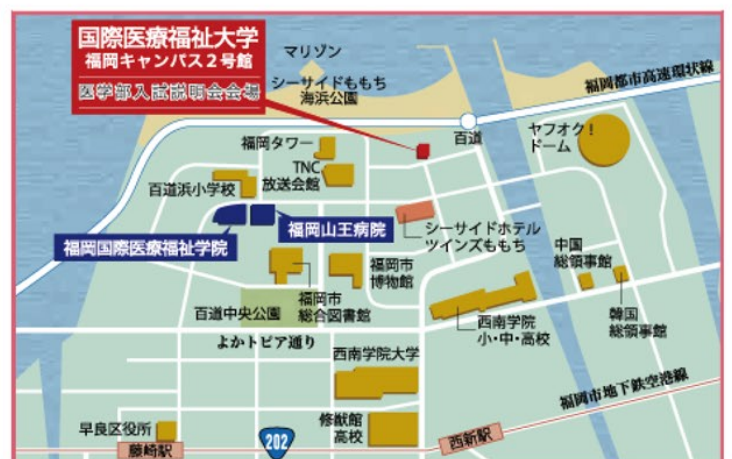 国際医療福祉大学
福岡キャンパス2号館
医学部入試説明会会場
マリゾン
シーサイドももち
海浜公園
福岡都市高速環状線
百道
ヤフオク!
ドーム
福岡タワー
TNC
放送会館
百道浜小学校
福岡山王病院
福岡国際医療福祉学院
シーサイドホテル
ツインズももち
中国
総領事館
福岡市
博物館
福岡市
総合図書館
百道中央公園
西南学院
小・中・高校
韓国
総領事館
よかトピア通り
西南学院大学
福岡市地下鉄空港線
修猷館
高校
早良区役所
202
西新駅
藤崎駅